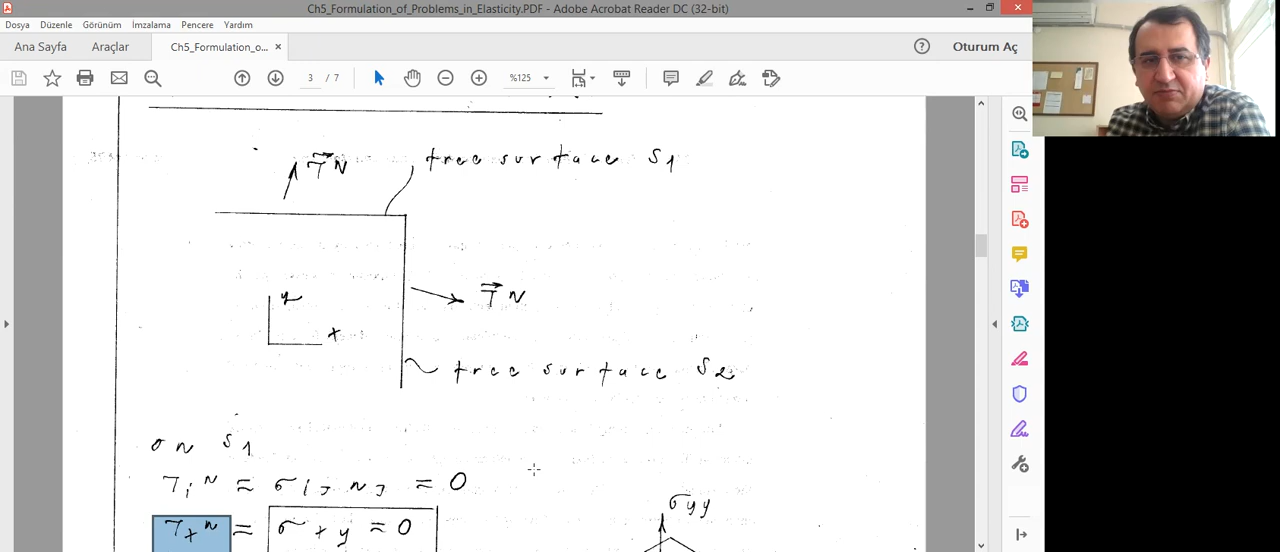 Ch5_Formulation_of_Problems_in_Elasticity.PDF - Adobe Acrobat Reader DC (32-bit)
Dosya Düzenle Görünüm İmzalama Pencere Yardım
Ana Sayfa Araçlar Ch5_Formulation_o... × Oturum Aç
3 / 7 %125
T⃗ N free surface S1
y
x
T⃗ N
free surface S2
on S1
Ti N = σij nj = 0
σyy
Tx N = σxy = 0